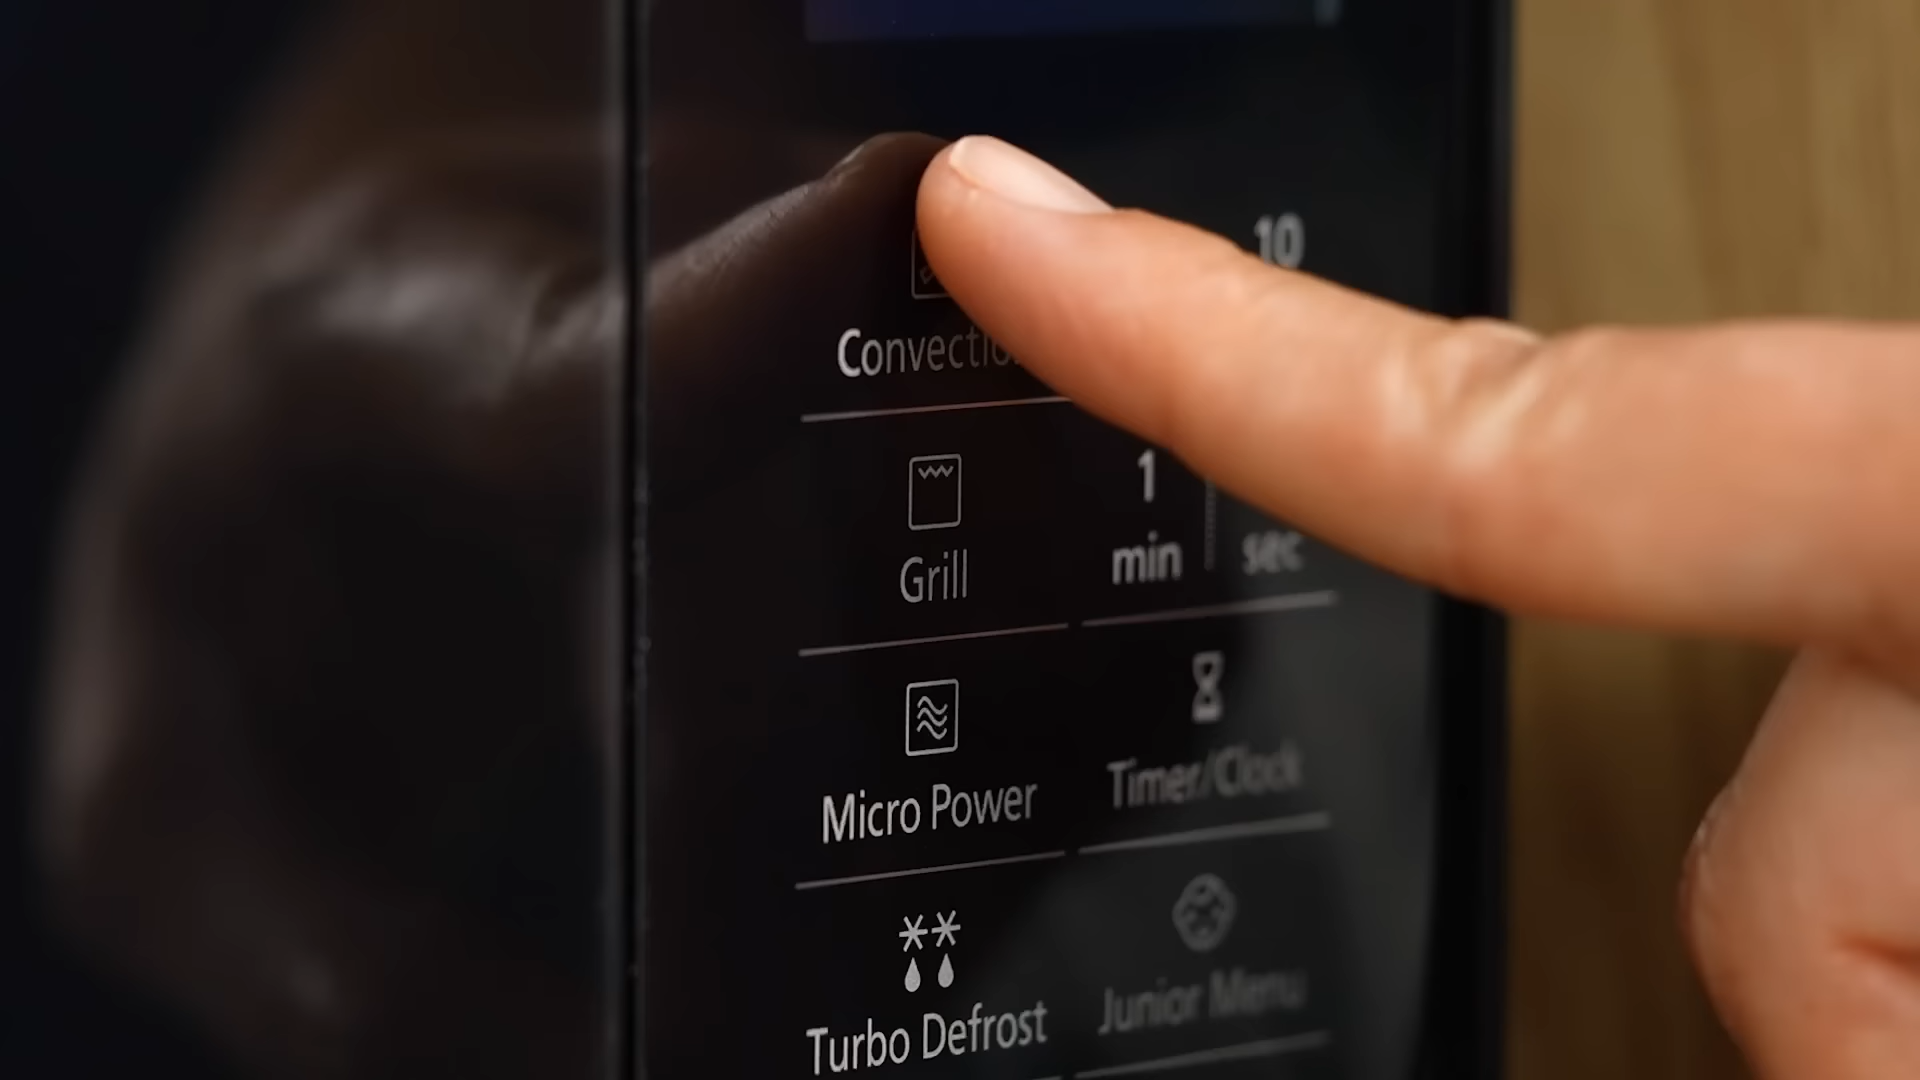 10
Convectio
1
min
sec
Grill
Micro Power
Timer/Clock
Turbo Defrost
Junior Menu